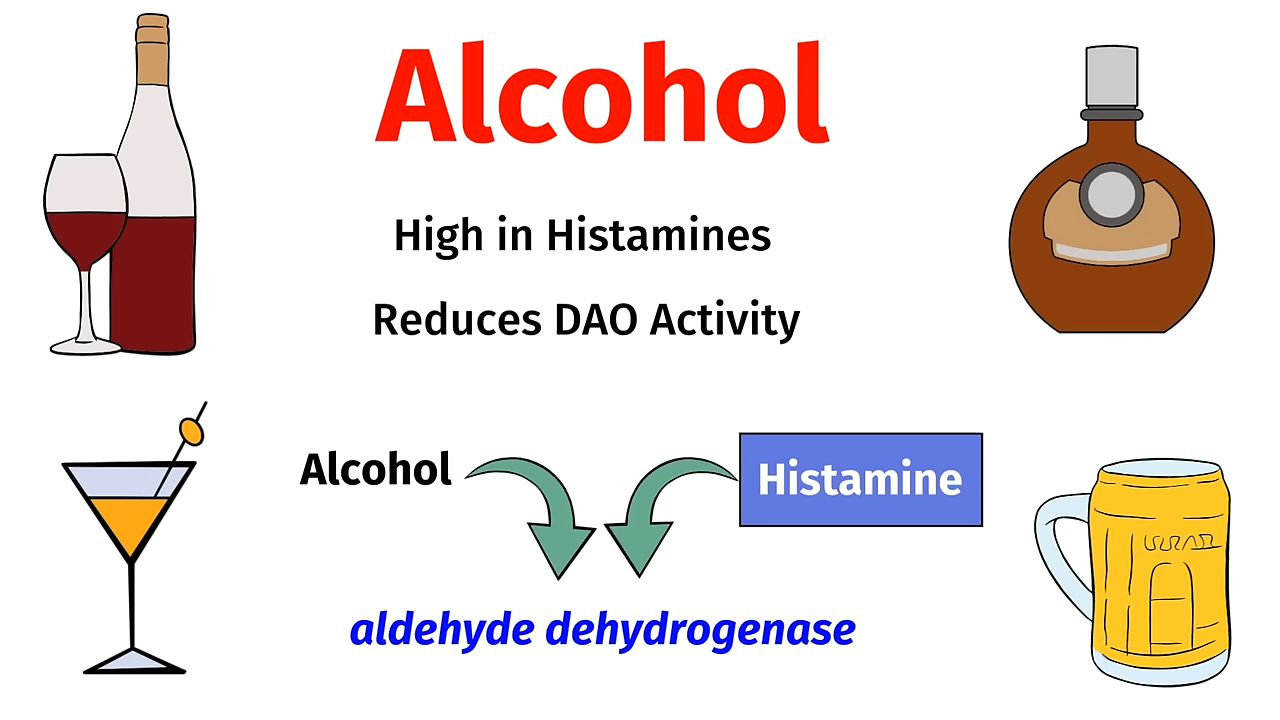 Alcohol
High in Histamines
Reduces DAO Activity
Alcohol
Histamine
aldehyde dehydrogenase